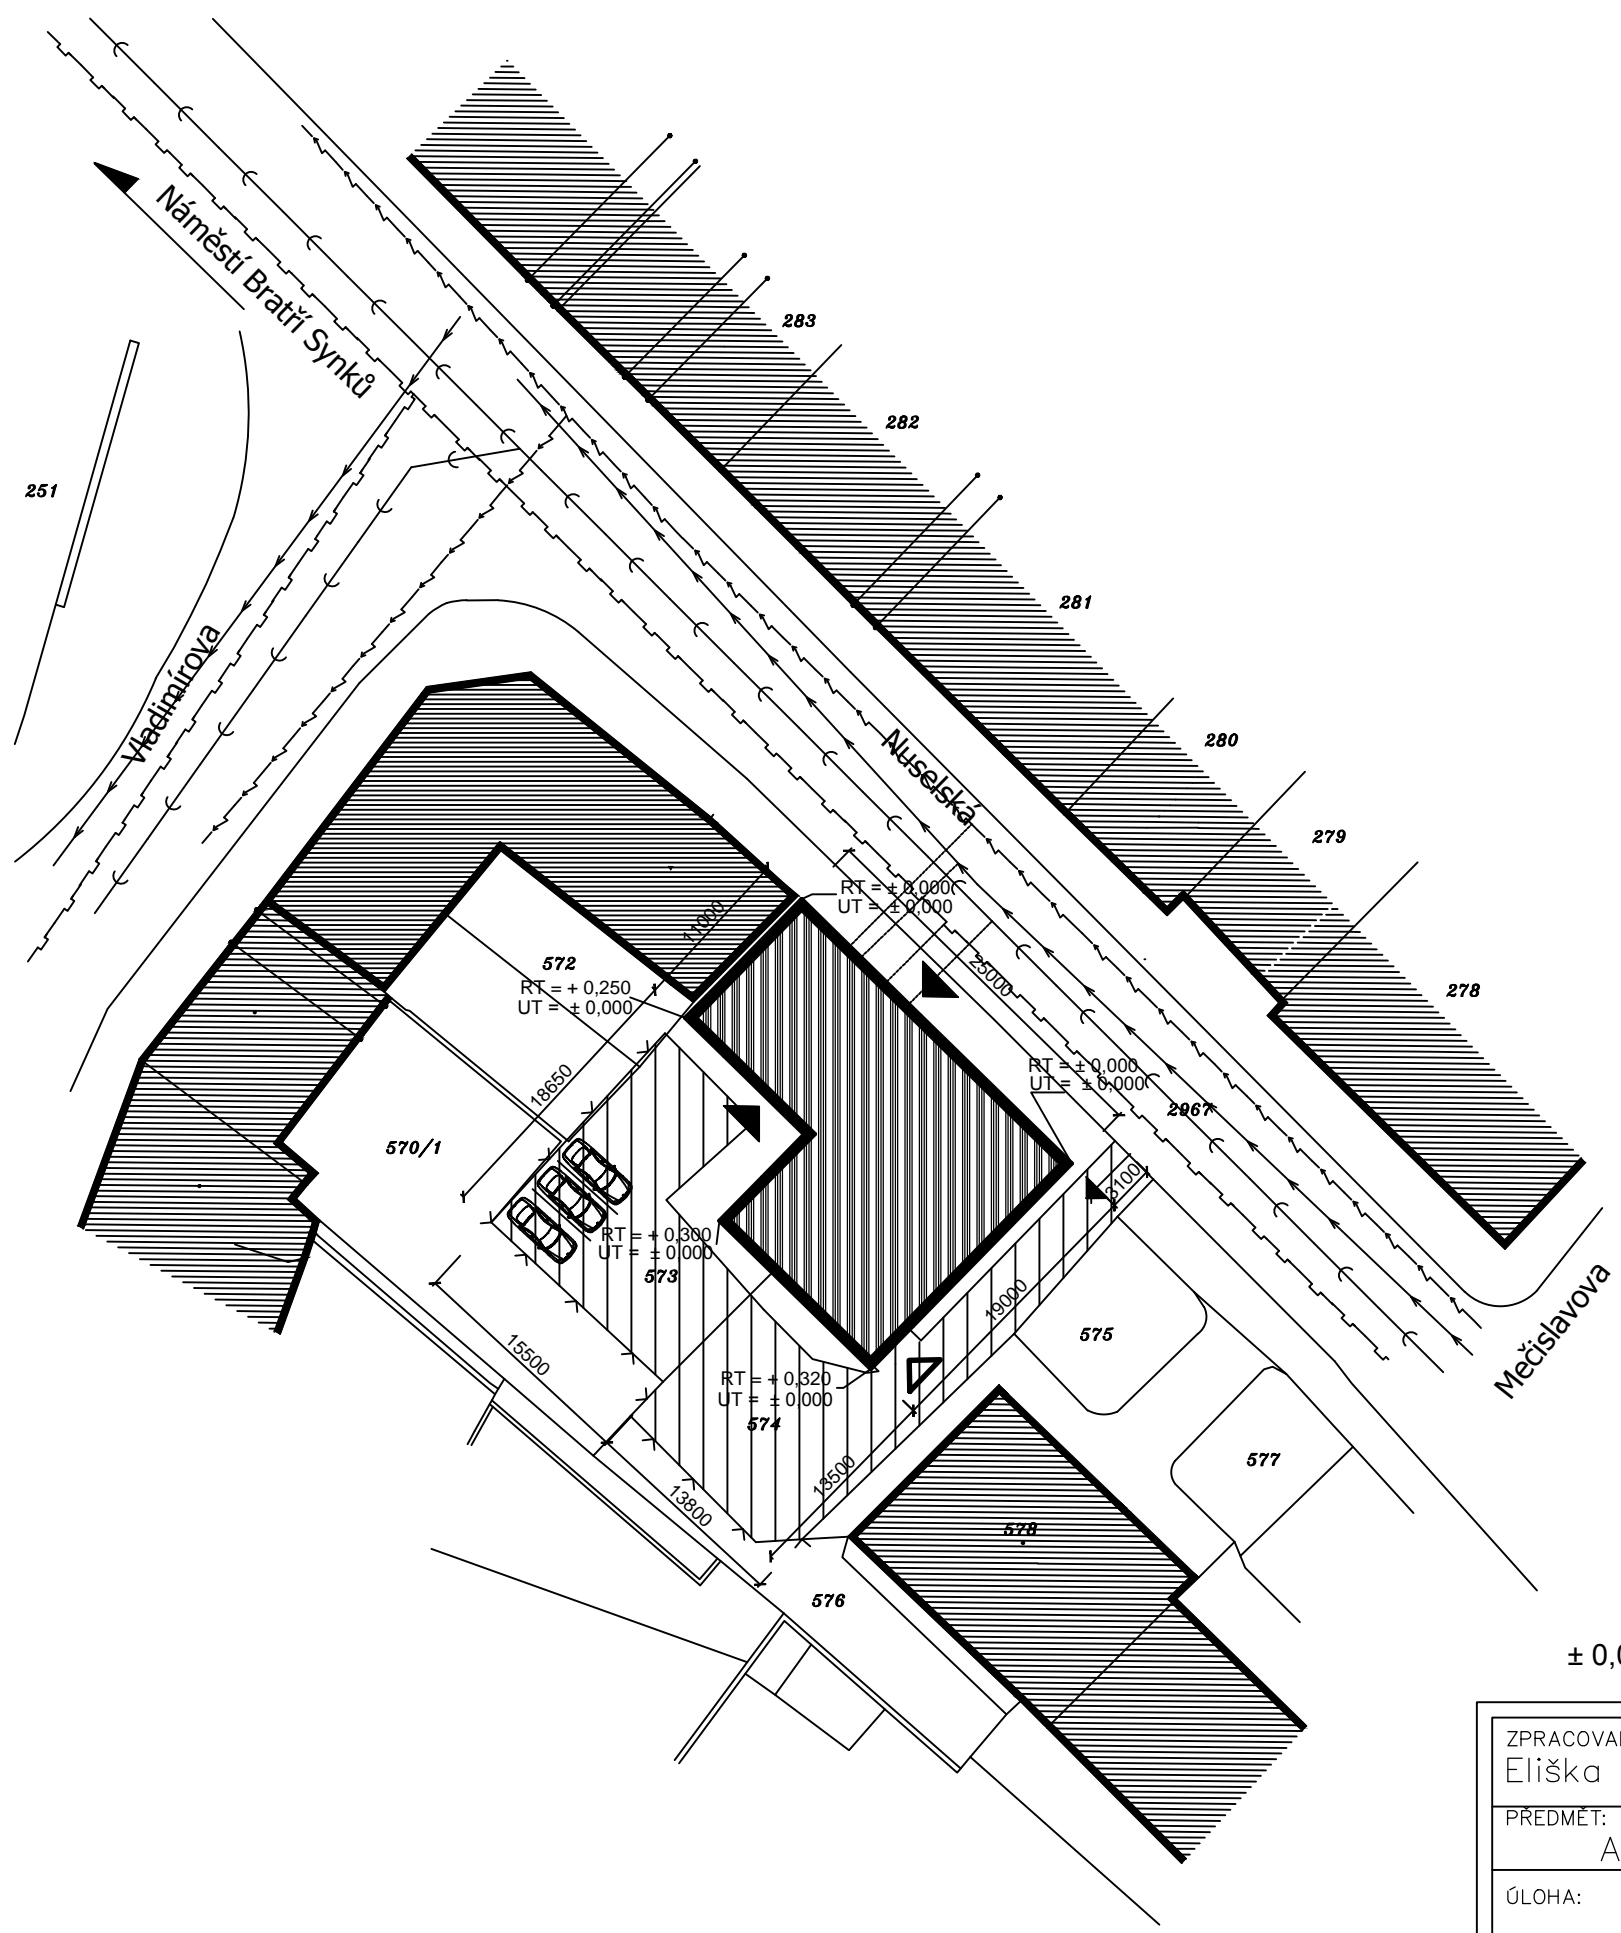 Náměstí Bratří Synků
283
282
251
281
Vladimírova
280
Nuselská
279
RT = ± 0,000
UT = ± 0,000
11000
572
25000
278
RT = + 0,250
UT = ± 0,000
RT = ± 0,000
UT = ± 0,000
18650
2967
570/1
3100
RT = + 0,300
UT = ± 0,000
573
19000
Mečislavova
575
15500
RT = + 0,320
UT = ± 0,000
574
577
13500
13800
578
576
± 0,0
ZPRACOVAL
Eliška
PŘEDMĚT:
A
ÚLOHA: